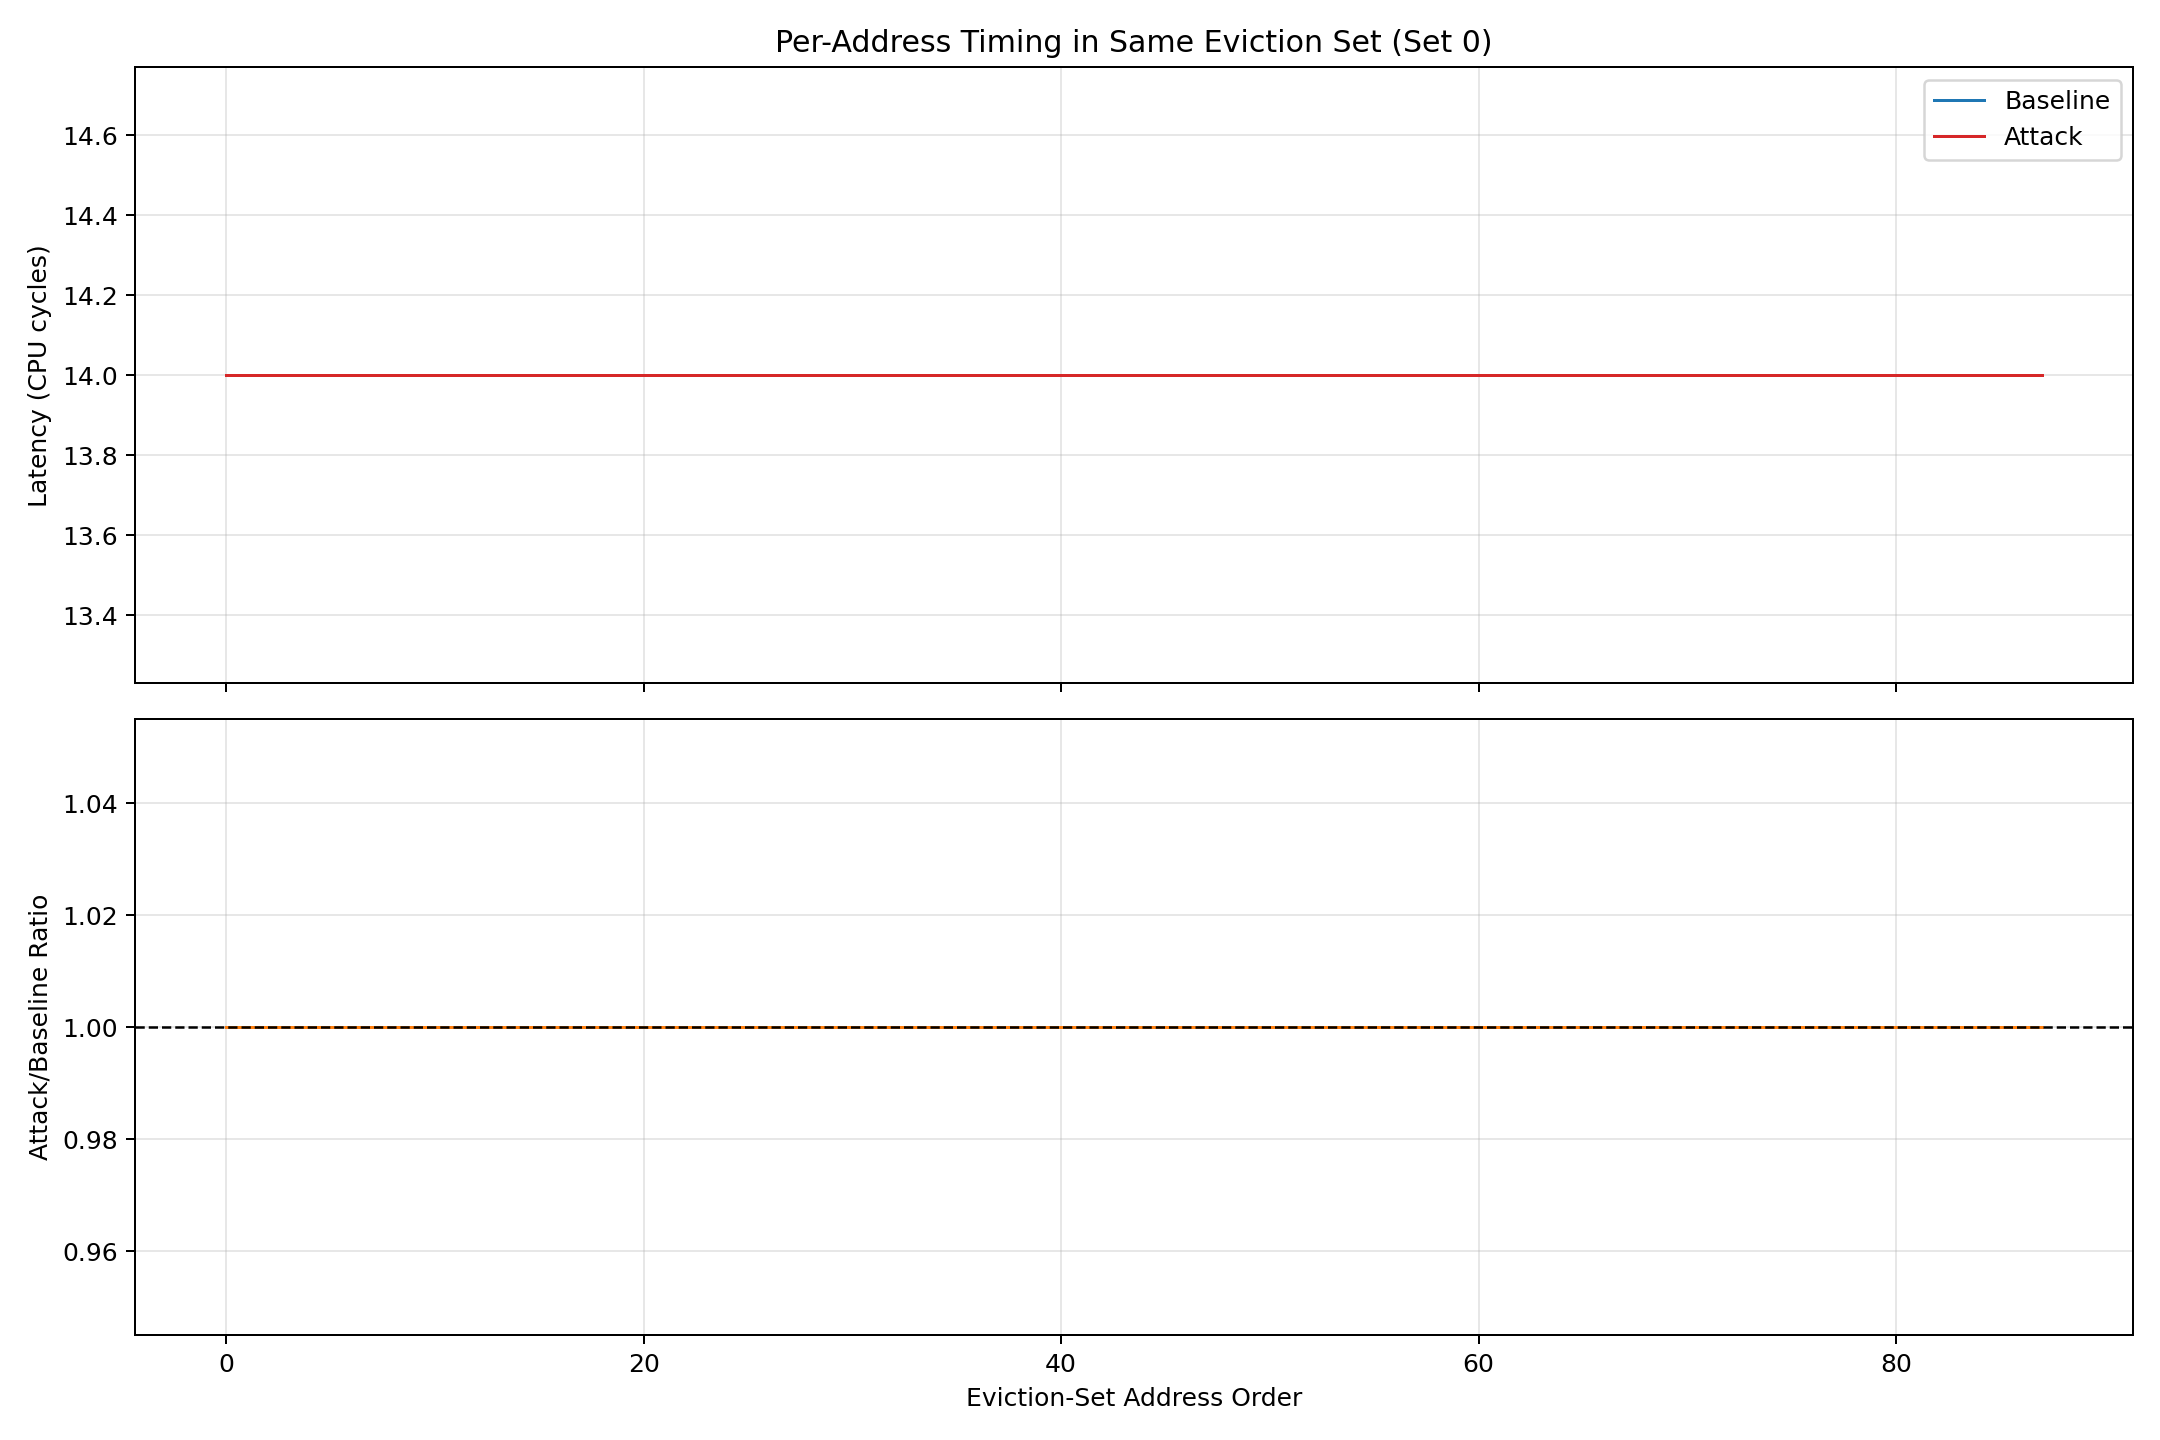 Per-Address Timing in Same Eviction Set (Set 0)
Baseline
Attack
Latency (CPU cycles)
14.6
14.4
14.2
14.0
13.8
13.6
13.4
Attack/Baseline Ratio
1.04
1.02
1.00
0.98
0.96
0 20 40 60 80
Eviction-Set Address Order